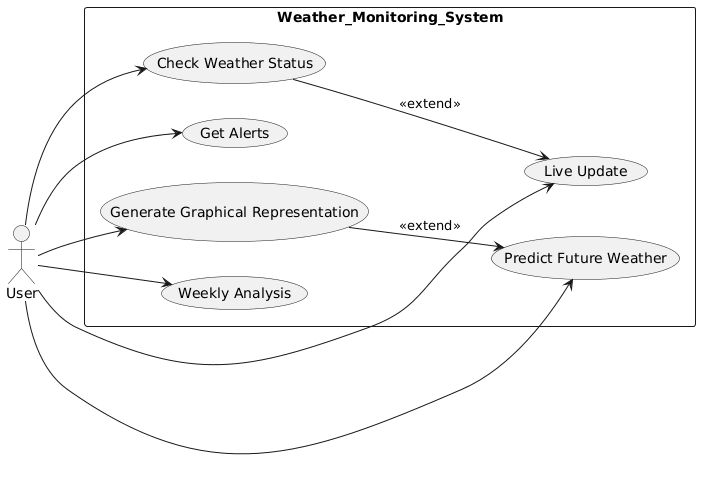 Weather_Monitoring_System
Check Weather Status
«extend»
Get Alerts
Live Update
Generate Graphical Representation
«extend»
Predict Future Weather
User
Weekly Analysis